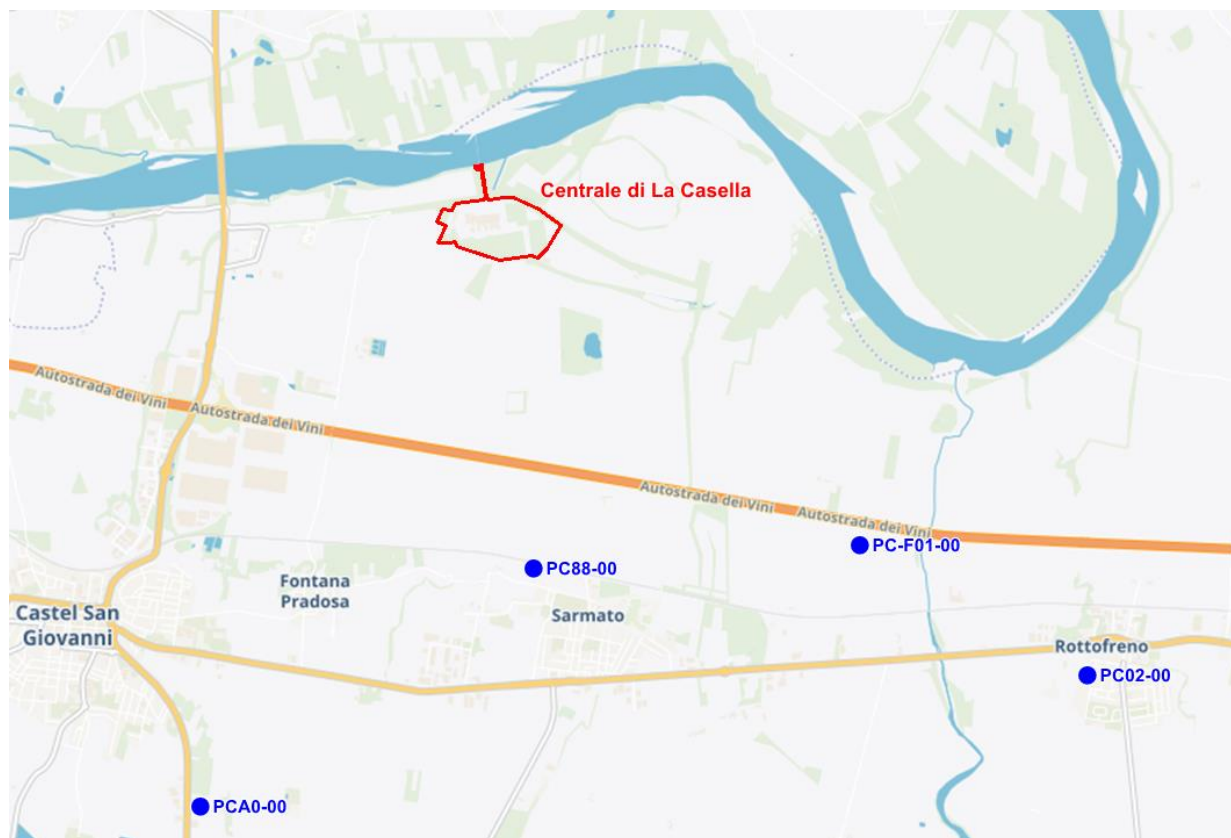 Centrale di La Casella
Autostrada dei Vini
Autostrada dei Vini
Autostrada dei Vini
Autostrada dei Vini
PC-F01-00
PC88-00
Fontana
Pradosa
Castel San
Giovanni
Sarmato
Rottofreno
PC02-00
PCA0-00